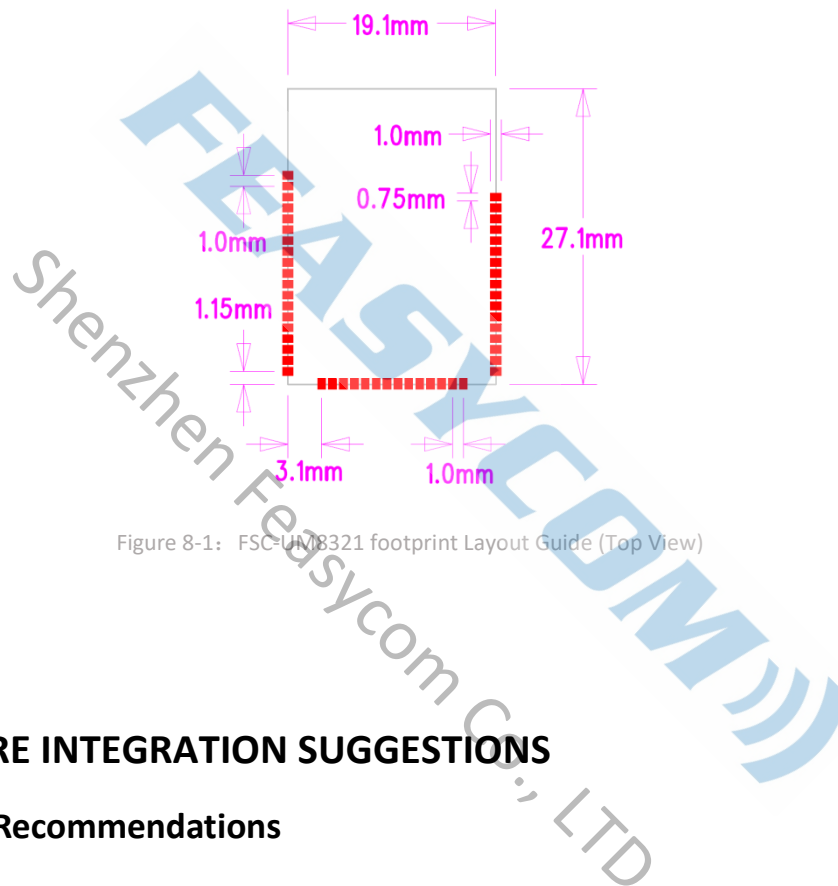 19.1mm
1.0mm
0.75mm
27.1mm
1.0mm
1.15mm
3.1mm
1.0mm
Figure 8-1：FSC-UM8321 footprint Layout Guide (Top View)
FEASYCOM
Shenzhen Feasycom Co., LTD
RE INTEGRATION SUGGESTIONS
Recommendations